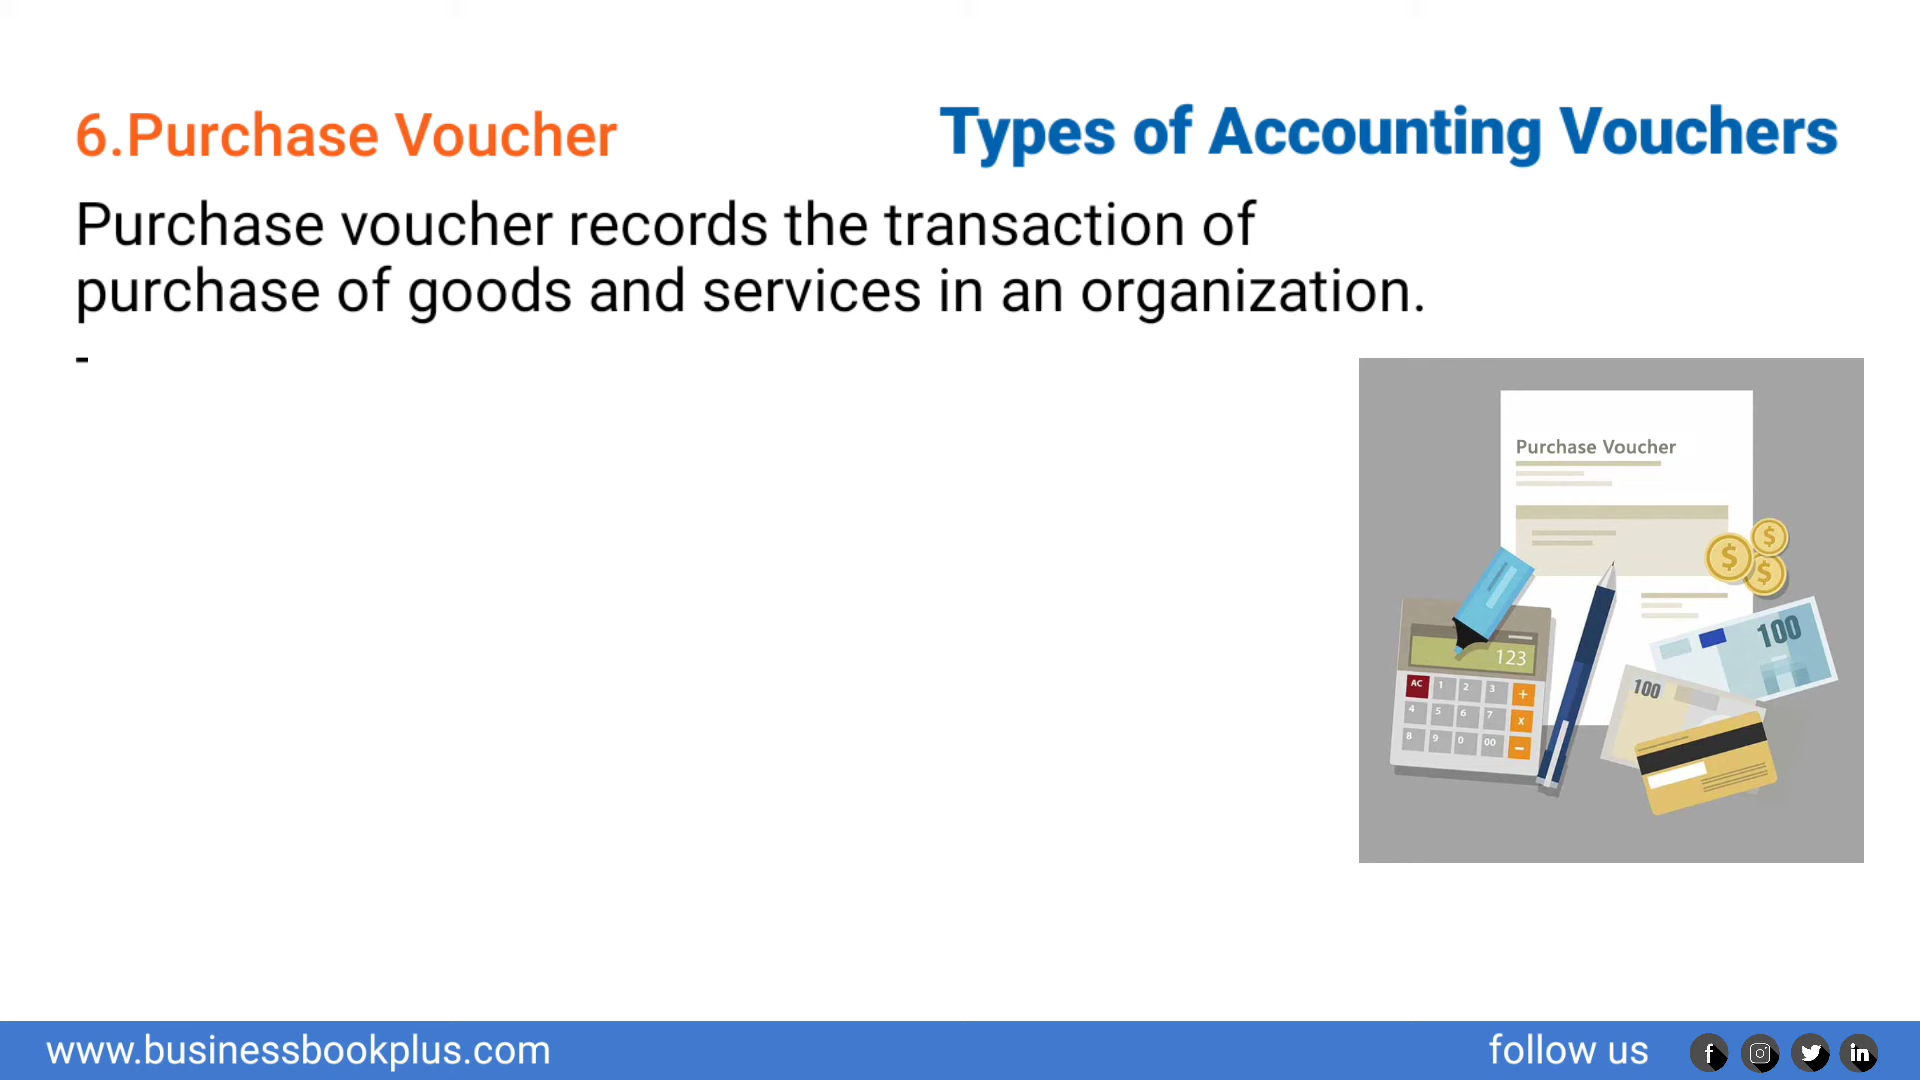 6.Purchase Voucher
Types of Accounting Vouchers
Purchase voucher records the transaction of
purchase of goods and services in an organization.
-
Purchase Voucher
$
$
$
100
100
123
AC 1 2 3 +
4 5 6 7 x
8 9 0 00 −
www.businessbookplus.com
follow us